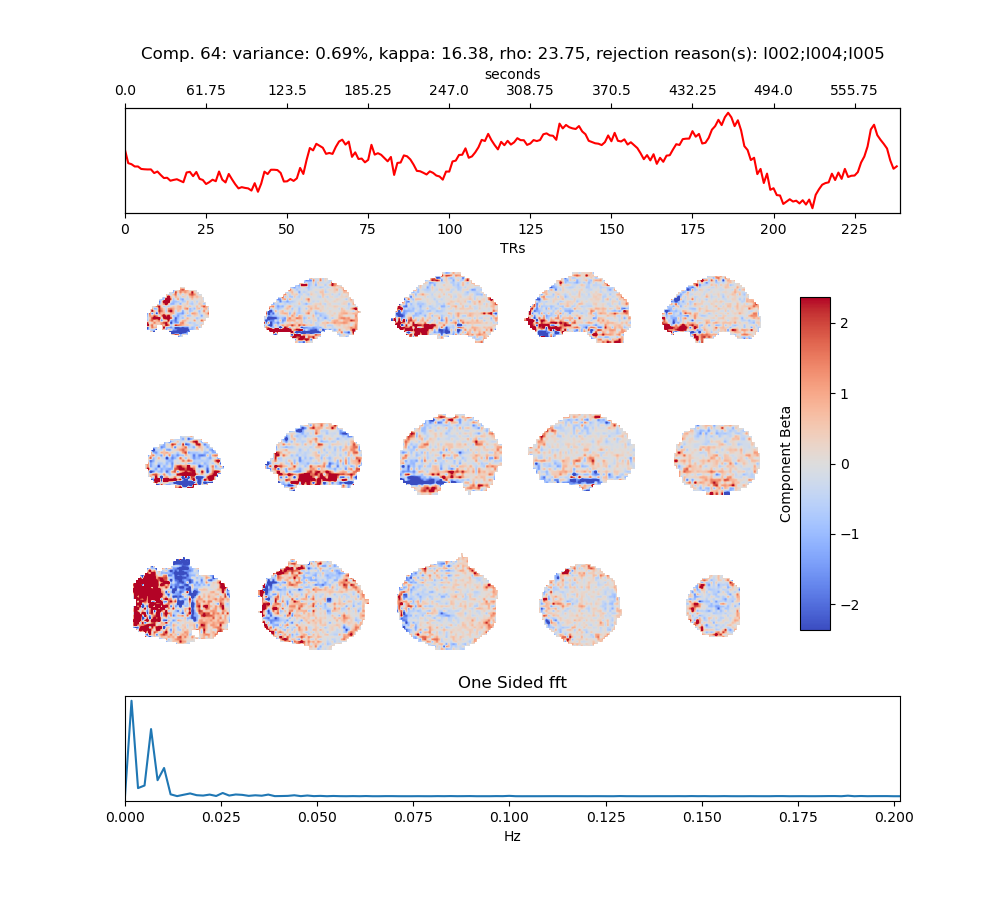 Comp. 64: variance: 0.69%, kappa: 16.38, rho: 23.75, rejection reason(s): I002;I004;I005
seconds
0.0 61.75 123.5 185.25 247.0 308.75 370.5 432.25 494.0 555.75
0 25 50 75 100 125 150 175 200 225
TRs
2
1
0
−1
−2
Component Beta
One Sided fft
0.000 0.025 0.050 0.075 0.100 0.125 0.150 0.175 0.200
Hz